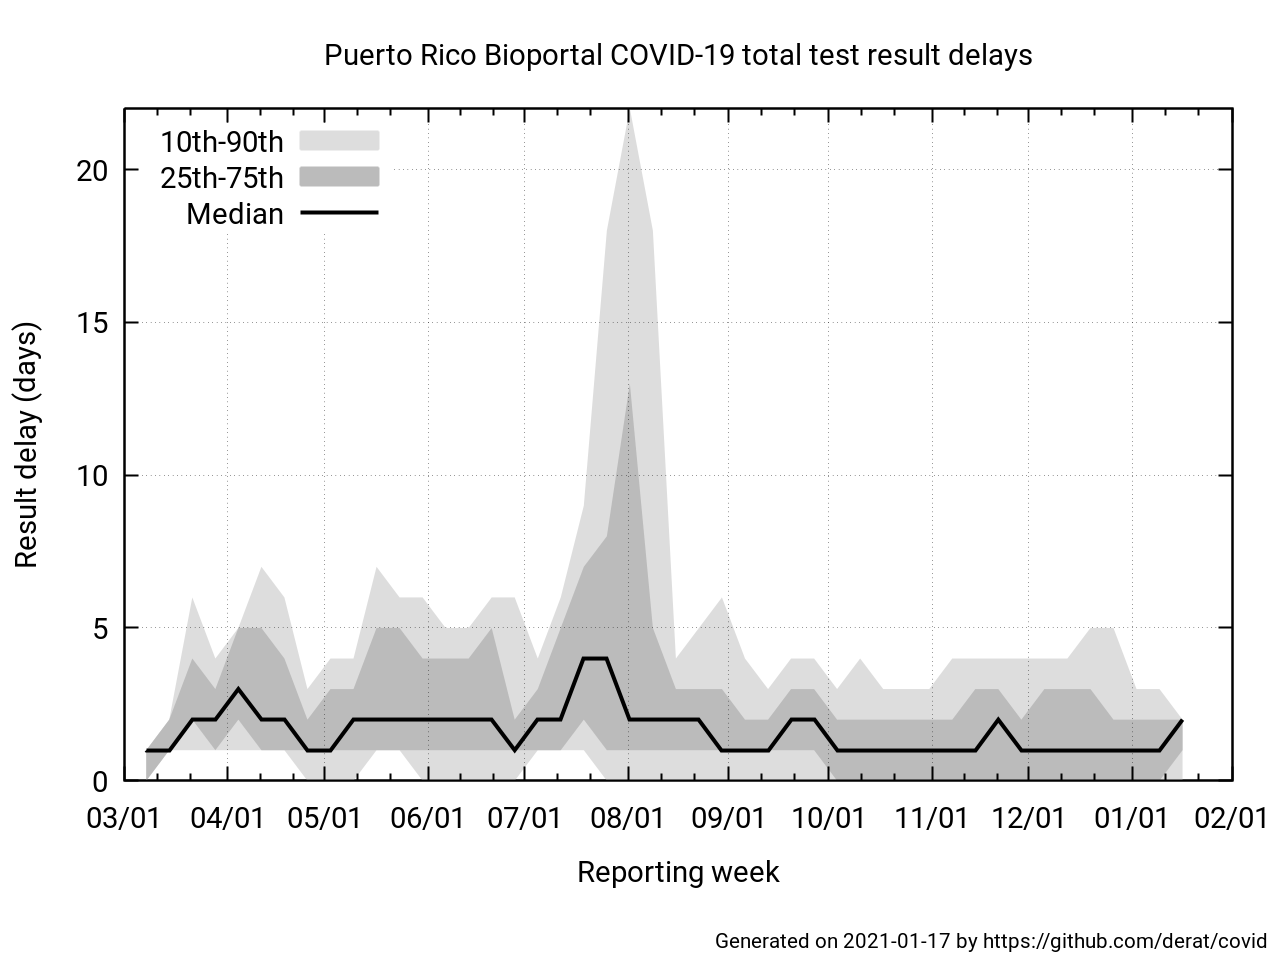 Puerto Rico Bioportal COVID-19 total test result delays
10th-90th
25th-75th
Median
20
15
10
5
0
Result delay (days)
03/01 04/01 05/01 06/01 07/01 08/01 09/01 10/01 11/01 12/01 01/01 02/01
Reporting week
Generated on 2021-01-17 by https://github.com/derat/covid